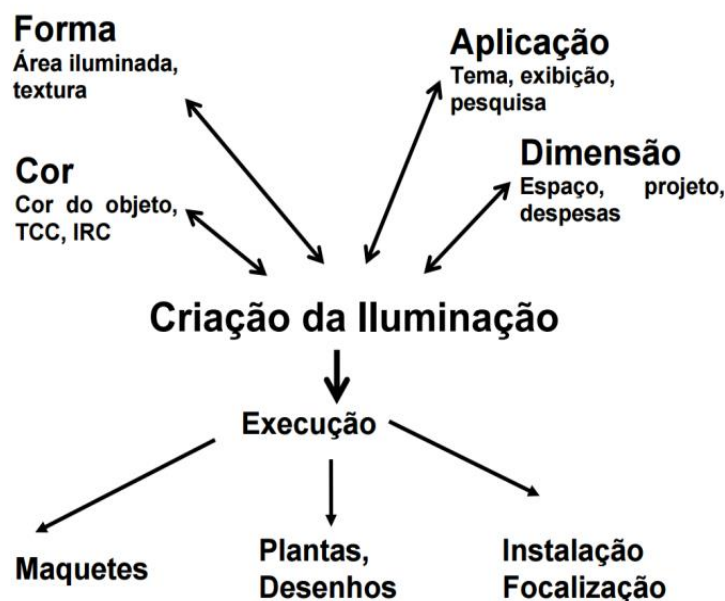 Forma
Área iluminada,
textura
Aplicação
Tema, exibição,
pesquisa
Cor
Cor do objeto,
TCC, IRC
Dimensão
Espaço, projeto,
despesas
Criação da Iluminação
Execução
Maquetes
Plantas,
Desenhos
Instalação
Focalização